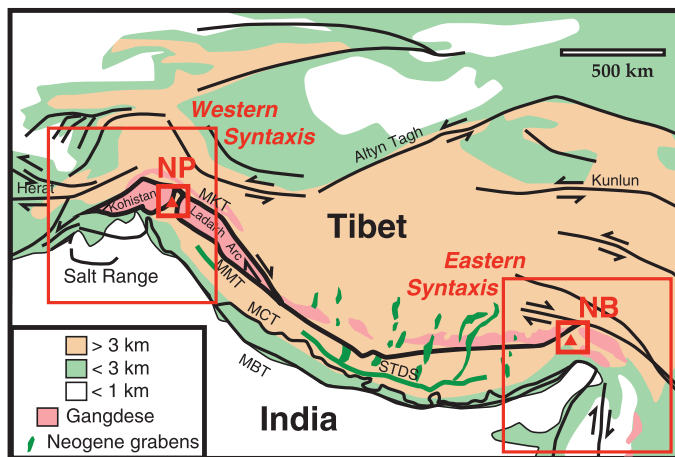 500 km
Western
Syntaxis
Altyn Tagh
NP
Herat
Kohistan
MKT
Kunlun
Ladakh Arc
Tibet
Salt Range
MMT
Eastern
Syntaxis
MCT
NB
> 3 km
< 3 km
< 1 km
Gangdese
Neogene grabens
MBT
STDS
India